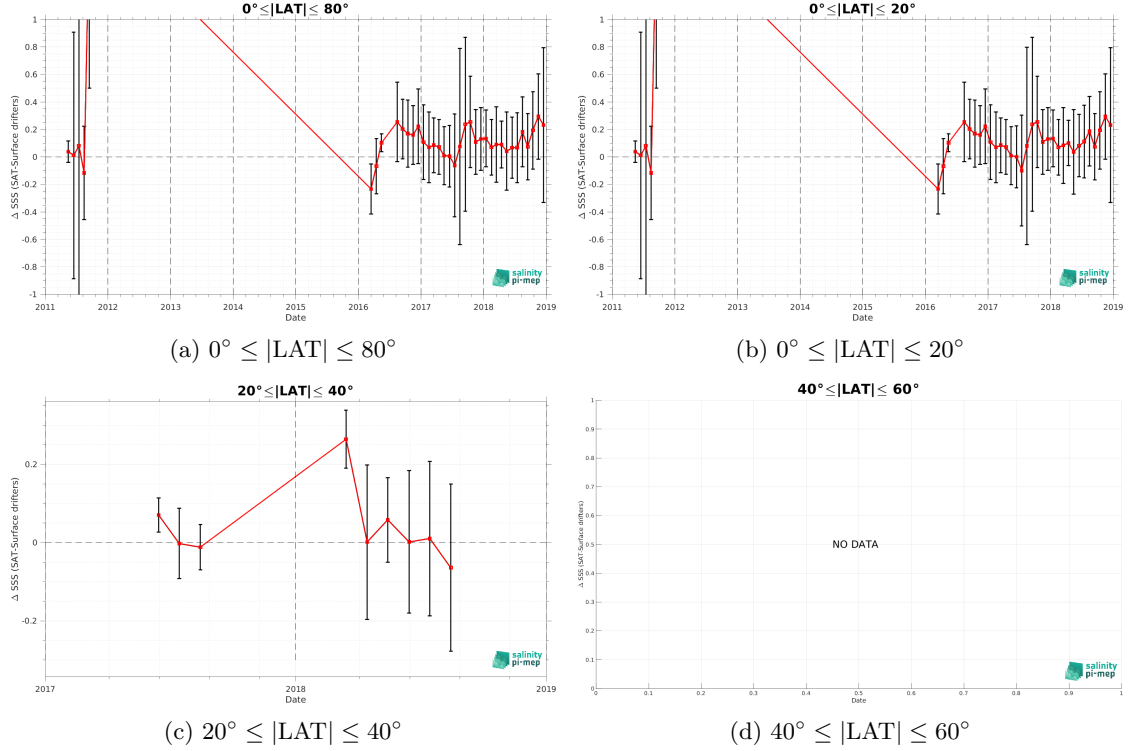 0°≤|LAT|≤ 80°
1
0.8
0.6
0.4
0.2
0
-0.2
-0.4
-0.6
-0.8
-1
Δ SSS (SAT-Surface drifters)
2011 2012 2013 2014 2015 2016 2017 2018 2019
Date
salinity
pi-mep
(a) 0° ≤ |LAT| ≤ 80°
0°≤|LAT|≤ 20°
1
0.8
0.6
0.4
0.2
0
-0.2
-0.4
-0.6
-0.8
-1
Δ SSS (SAT-Surface drifters)
2011 2012 2013 2014 2015 2016 2017 2018 2019
Date
salinity
pi-mep
(b) 0° ≤ |LAT| ≤ 20°
20°≤|LAT|≤ 40°
0.2
0
-0.2
Δ SSS (SAT-Surface drifters)
2017 2018 2019
Date
salinity
pi-mep
(c) 20° ≤ |LAT| ≤ 40°
40°≤|LAT|≤ 60°
1
0.9
0.8
0.7
0.6
0.5
0.4
0.3
0.2
0.1
0
Δ SSS (SAT-Surface drifters)
NO DATA
0 0.1 0.2 0.3 0.4 0.5 0.6 0.7 0.8 0.9 1
Date
salinity
pi-mep
(d) 40° ≤ |LAT| ≤ 60°